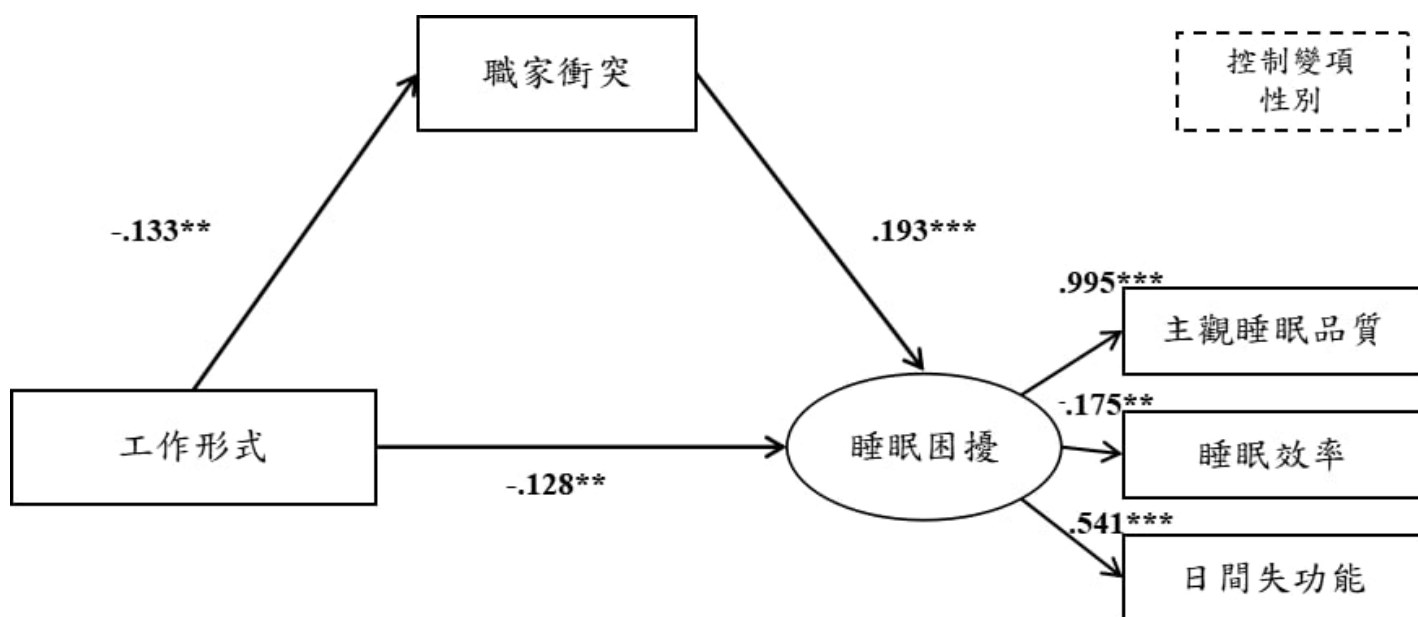 職家衝突
控制變項
性別
-.133**
.193***
.995***
主觀睡眠品質
-.175**
工作形式
睡眠困擾
睡眠效率
-.128**
.541***
日間失功能